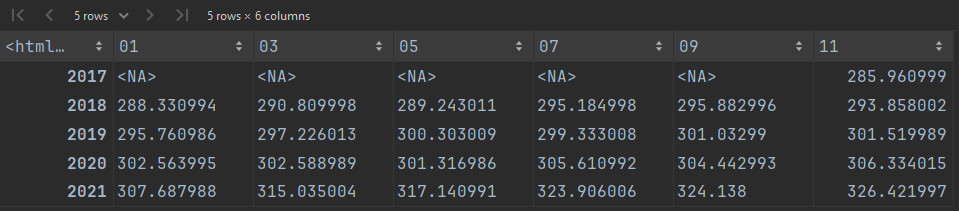 5 rows 5 rows × 6 columns
<html... 01 03 05 07 09 11
2017 <NA> <NA> <NA> <NA> <NA> 285.960999
2018 288.330994 290.809998 289.243011 295.184998 295.882996 293.858002
2019 295.760986 297.226013 300.303009 299.333008 301.03299 301.519989
2020 302.563995 302.588989 301.316986 305.610992 304.442993 306.334015
2021 307.687988 315.035004 317.140991 323.906006 324.138 326.421997